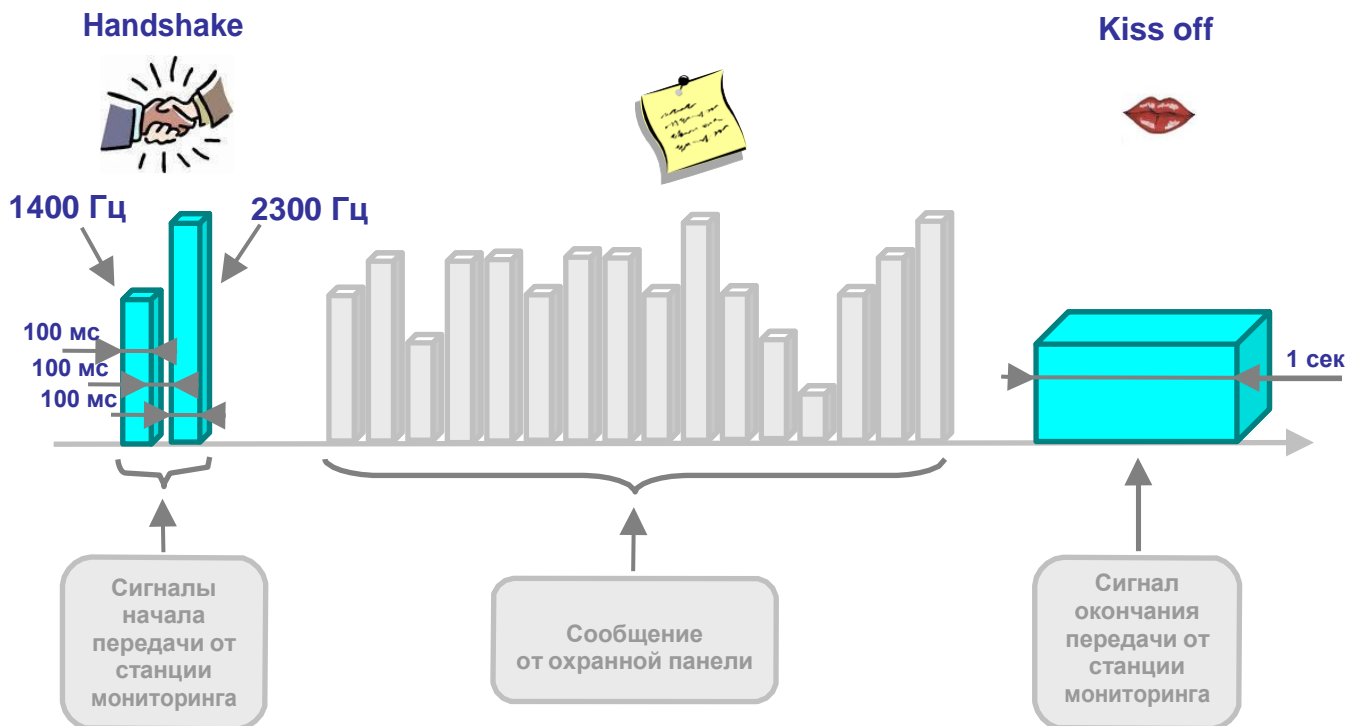 Handshake
Kiss off
1400 Гц
2300 Гц
100 мс
100 мс
100 мс
1 сек
Сигналы
начала
передачи от
станции
мониторинга
Сообщение
от охранной панели
Сигнал
окончания
передачи от
станции
мониторинга